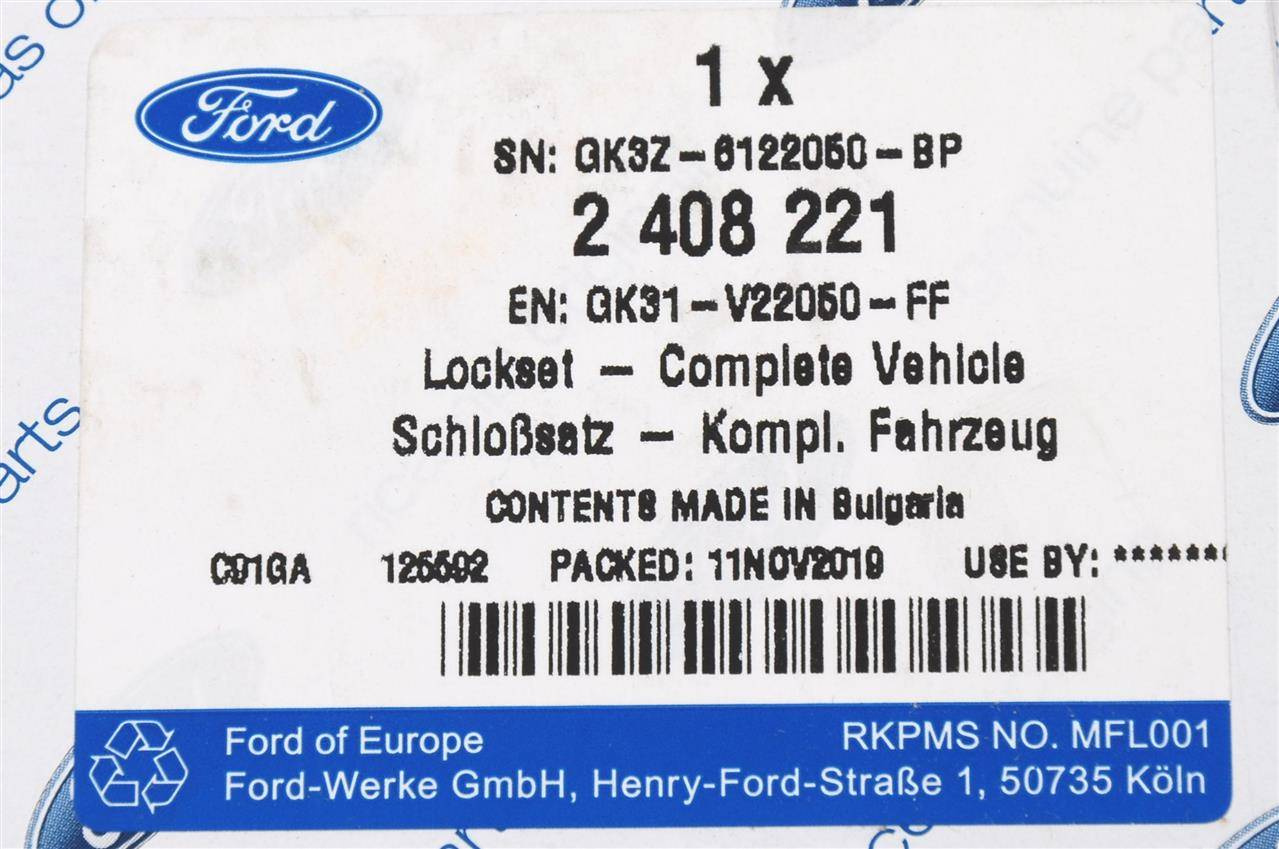 Ford
1 x
SN: GK3Z-6122050-BP
2 408 221
EN: GK31-V22050-FF
Lockset - Complete Vehicle
Schloßsatz - Kompl. Fahrzeug
CONTENTS MADE IN Bulgaria
C91GA 125592 PACKED: 11NOV2019 USE BY: *******
Ford of Europe
RKPMS NO. MFL001
Ford-Werke GmbH, Henry-Ford-Straße 1, 50735 Köln
arts